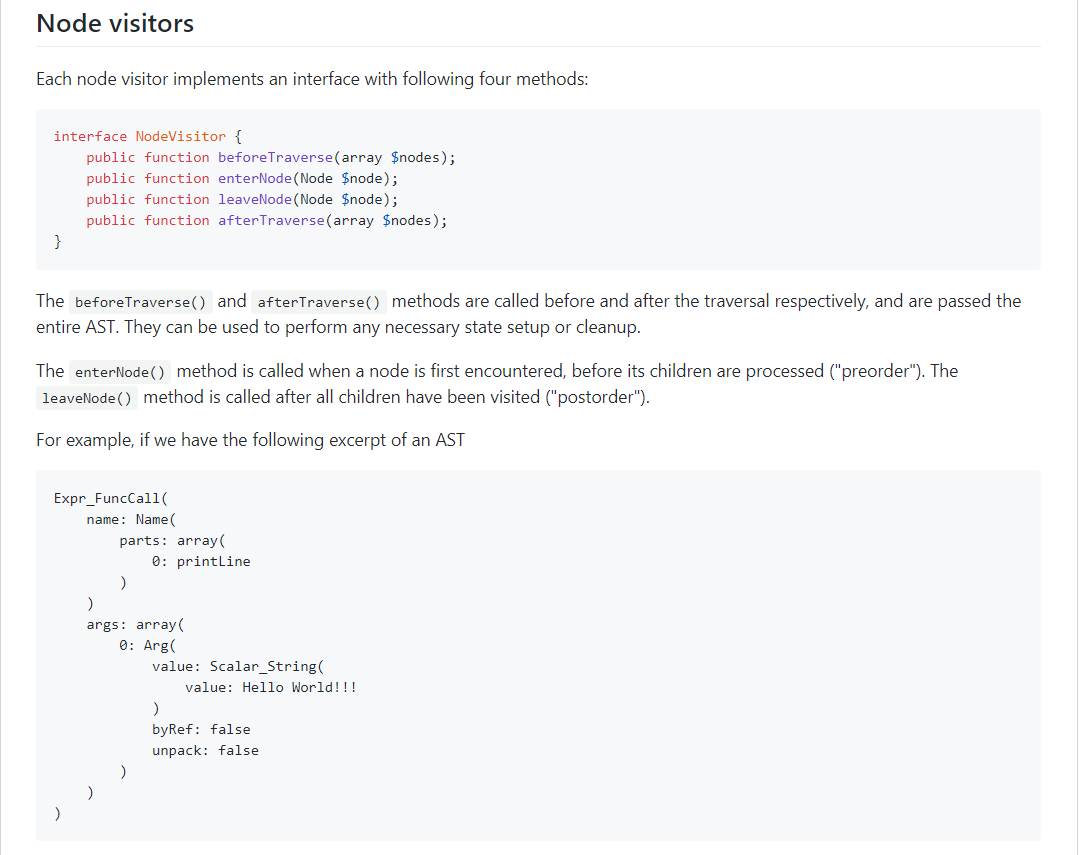 Node visitors
Each node visitor implements an interface with following four methods:
interface NodeVisitor {
    public function beforeTraverse(array $nodes);
    public function enterNode(Node $node);
    public function leaveNode(Node $node);
    public function afterTraverse(array $nodes);
}
The beforeTraverse() and afterTraverse() methods are called before and after the traversal respectively, and are passed the
entire AST. They can be used to perform any necessary state setup or cleanup.
The enterNode() method is called when a node is first encountered, before its children are processed ("preorder"). The
leaveNode() method is called after all children have been visited ("postorder").
For example, if we have the following excerpt of an AST
Expr_FuncCall(
    name: Name(
        parts: array(
            0: printLine
        )
    )
    args: array(
        0: Arg(
            value: Scalar_String(
                value: Hello World!!!
            )
            byRef: false
            unpack: false
        )
    )
)